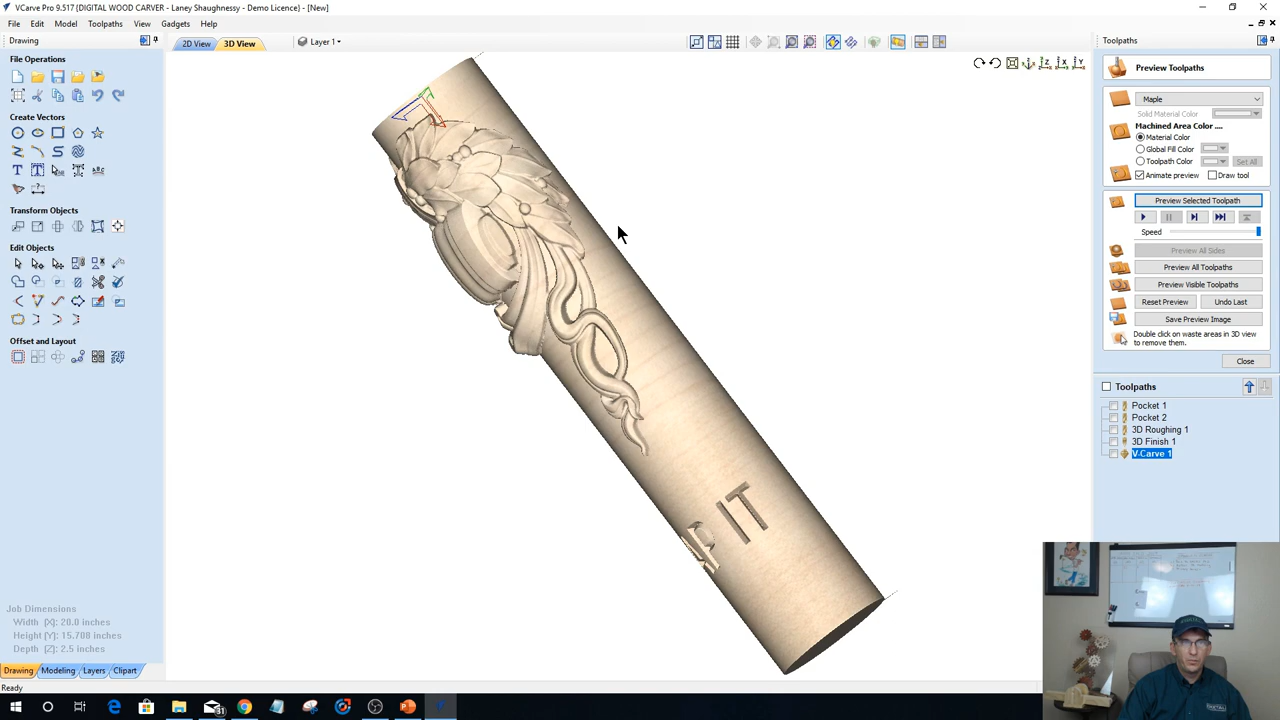 VCarve Pro 9.517 {DIGITAL WOOD CARVER - Laney Shaughnessy - Demo Licence} - [New]
File Edit Model Toolpaths View Gadgets Help
Drawing
2D View 3D View Layer 1
Toolpaths
File Operations
Create Vectors
Transform Objects
Edit Objects
Offset and Layout
Job Dimensions
Width (X): 20.0 inches
Height (Y): 15.708 inches
Depth (Z): 2.5 inches
Drawing Modeling Layers Clipart
Ready
IT
Preview Toolpaths
Maple
Solid Material Color
Machined Area Color ....
Material Color
Global Fill Color
Toolpath Color Set All
Animate preview Draw tool
Preview Selected Toolpath
Speed
Preview All Sides
Preview All Toolpaths
Preview Visible Toolpaths
Reset Preview Undo Last
Save Preview Image
Double click on waste areas in 3D view
to remove them.
Close
Toolpaths
Pocket 1
Pocket 2
3D Roughing 1
3D Finish 1
V-Carve 1